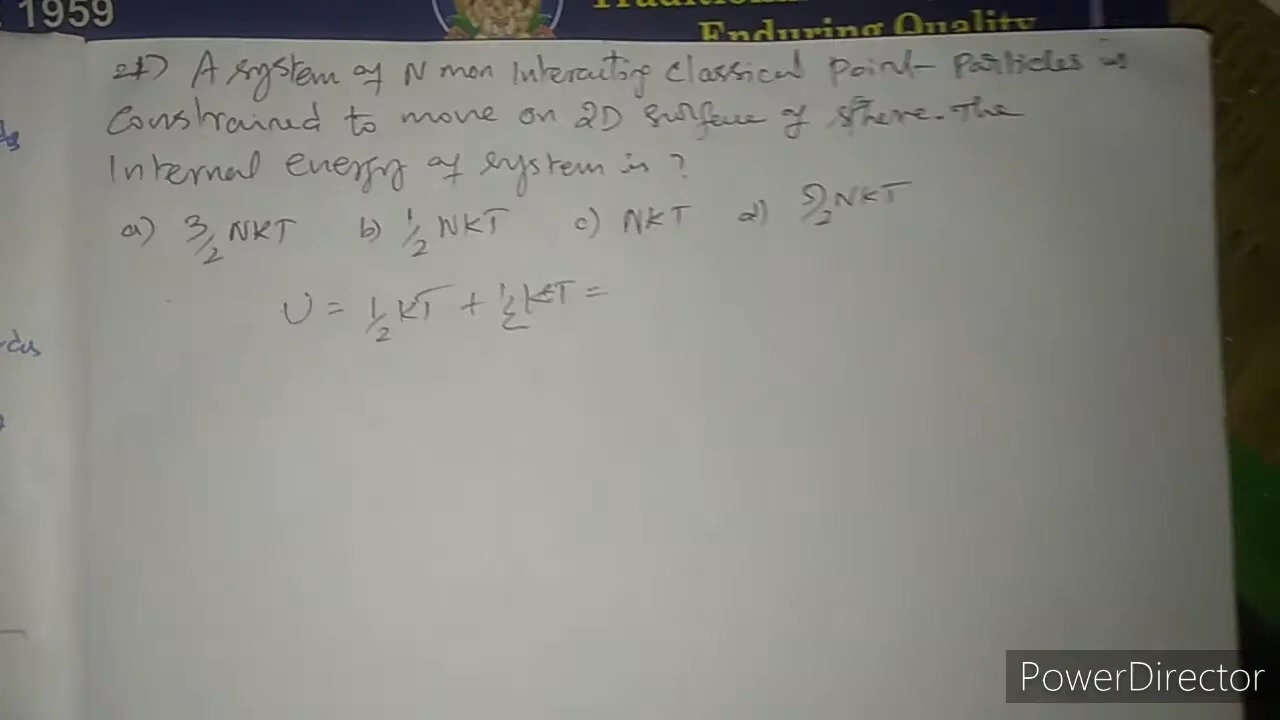 1959
Enduring Quality
27) A system of N non Interacting Classical Point-Particles is
Constrained to move on 2D surface of sphere. The
Internal energy of system is ?
a) 3/2 NKT b) 1/2 NKT c) NKT d) 5/2 NKT
U = 1/2 KT + 1/2 KT =
PowerDirector